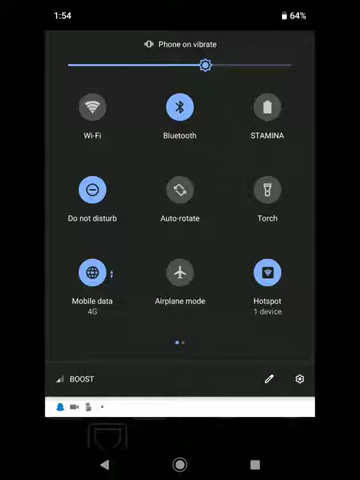 1:54
64%
Phone on vibrate
Wi-Fi
Bluetooth
STAMINA
Do not disturb
Auto-rotate
Torch
Mobile data
4G
Airplane mode
Hotspot
1 device
BOOST